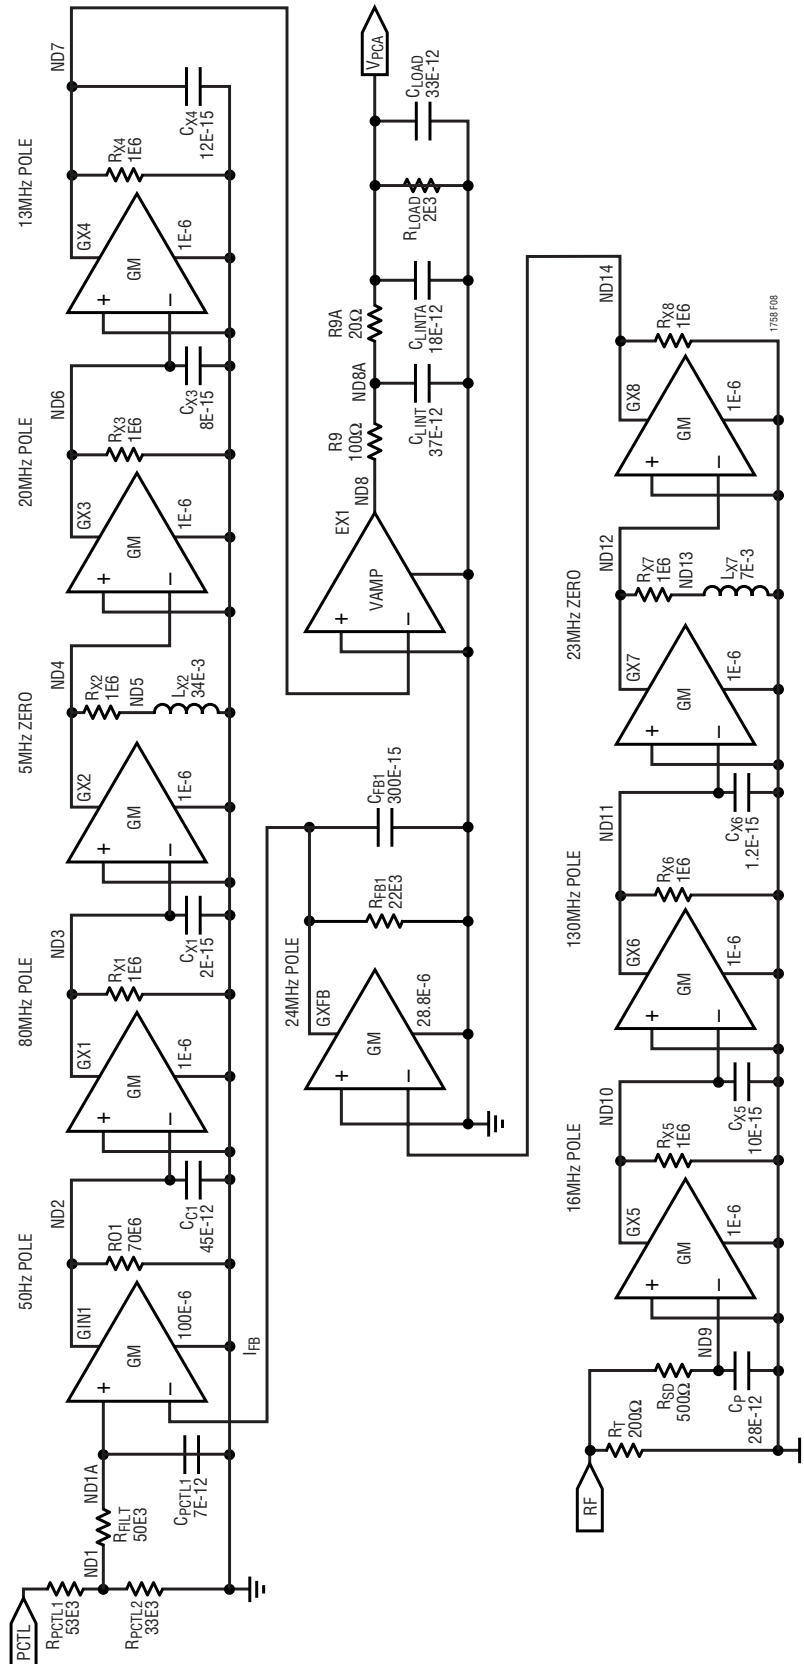 50Hz POLE
80MHz POLE
5MHz ZERO
20MHz POLE
13MHz POLE
PCTL
RPCTL1
53E3
ND1
RPCTL2
33E3
RFILT
50E3
ND1A
CPCTL1
7E-12
+
−
GM
GIN1
100E-6
ND2
RO1
70E6
CC1
45E-12
+
−
GM
GX1
1E-6
ND3
RX1
1E6
CX1
2E-15
+
−
GM
GX2
1E-6
ND4
RX2
1E6
ND5
LX2
34E-3
+
−
GM
GX3
1E-6
ND6
RX3
1E6
CX3
8E-15
+
−
GM
GX4
1E-6
ND7
RX4
1E6
CX4
12E-15
IFB
24MHz POLE
+
−
GM
GXFB
28.8E-6
RFB1
22E3
CFB1
300E-15
+
−
VAMP
EX1
ND8
R9
100Ω
ND8A
CLINT
37E-12
R9A
20Ω
CLINTA
18E-12
RLOAD
2E3
CLOAD
33E-12
VPCA
16MHz POLE
130MHz POLE
23MHz ZERO
RF
RT
200Ω
RSD
500Ω
ND9
CP
28E-12
+
−
GM
GX5
1E-6
ND10
RX5
1E6
CX5
10E-15
+
−
GM
GX6
1E-6
ND11
RX6
1E6
CX6
1.2E-15
+
−
GM
GX7
1E-6
ND12
RX7
1E6
ND13
LX7
7E-3
+
−
GM
GX8
1E-6
ND14
RX8
1E6
1758 F08